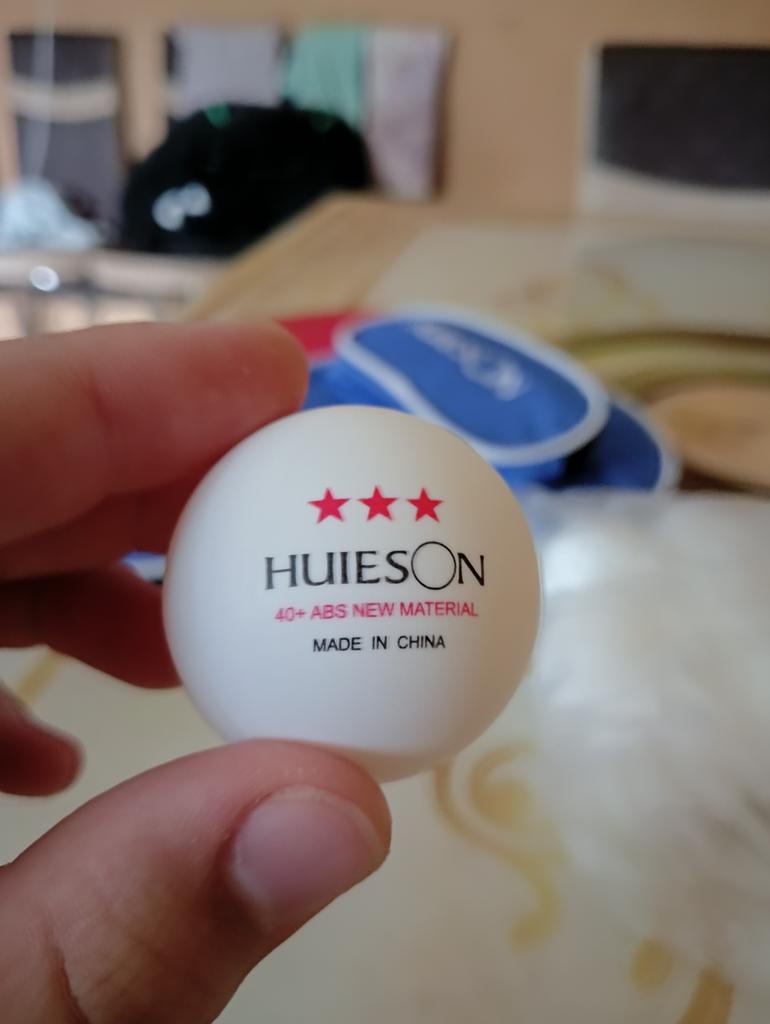 ★★★
HUIESON
40+ ABS NEW MATERIAL
MADE IN CHINA